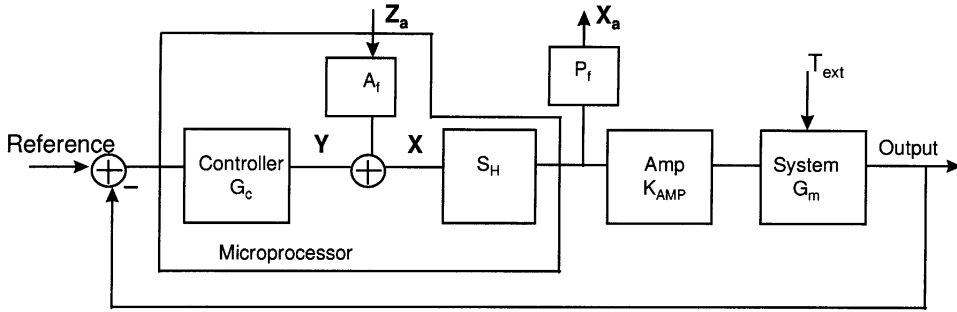 Z_a
X_a
A_f
P_f
T_ext
Reference
Y
X
Controller
G_c
S_H
Amp
K_AMP
System
G_m
Output
−
Microprocessor